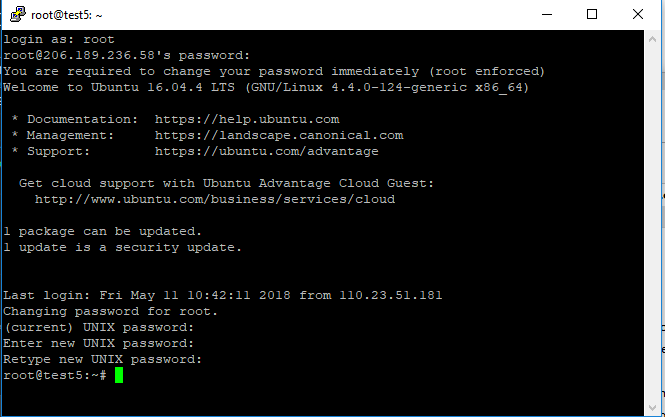 root@test5: ~
login as: root
root@206.189.236.58's password:
You are required to change your password immediately (root enforced)
Welcome to Ubuntu 16.04.4 LTS (GNU/Linux 4.4.0-124-generic x86_64)
* Documentation:  https://help.ubuntu.com
* Management:     https://landscape.canonical.com
* Support:        https://ubuntu.com/advantage
Get cloud support with Ubuntu Advantage Cloud Guest:
http://www.ubuntu.com/business/services/cloud
1 package can be updated.
1 update is a security update.
Last login: Fri May 11 10:42:11 2018 from 110.23.51.181
Changing password for root.
(current) UNIX password:
Enter new UNIX password:
Retype new UNIX password:
root@test5:~#